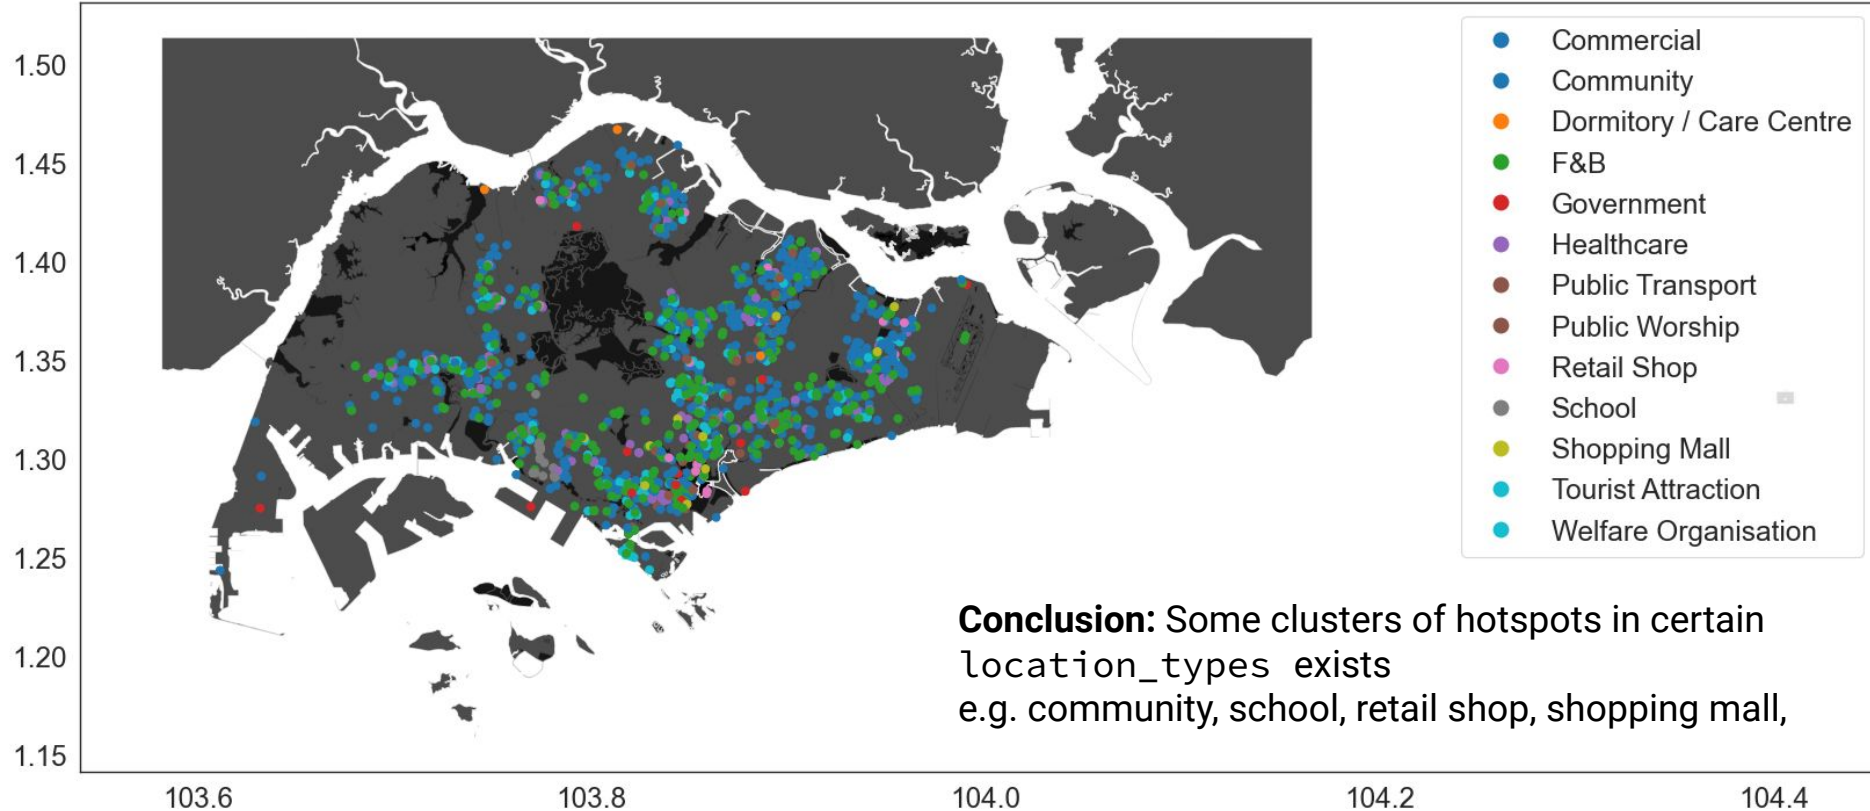 1.50
1.45
1.40
1.35
1.30
1.25
1.20
1.15
103.6
103.8
104.0
104.2
104.4
Commercial
Community
Dormitory / Care Centre
F&B
Government
Healthcare
Public Transport
Public Worship
Retail Shop
School
Shopping Mall
Tourist Attraction
Welfare Organisation
Conclusion: Some clusters of hotspots in certain
location_types exists
e.g. community, school, retail shop, shopping mall,